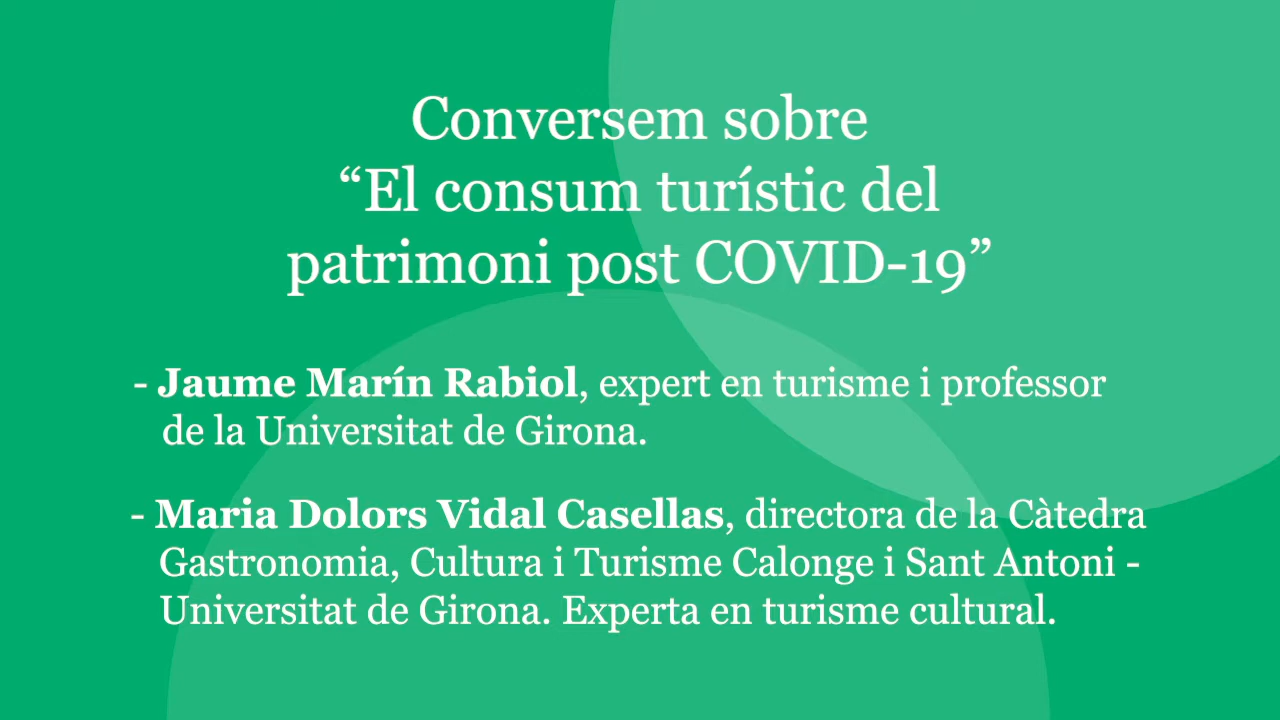 Conversem sobre
“El consum turístic del
patrimoni post COVID-19”
- Jaume Marín Rabiol, expert en turisme i professor
de la Universitat de Girona.
- Maria Dolors Vidal Casellas, directora de la Càtedra
Gastronomia, Cultura i Turisme Calonge i Sant Antoni -
Universitat de Girona. Experta en turisme cultural.